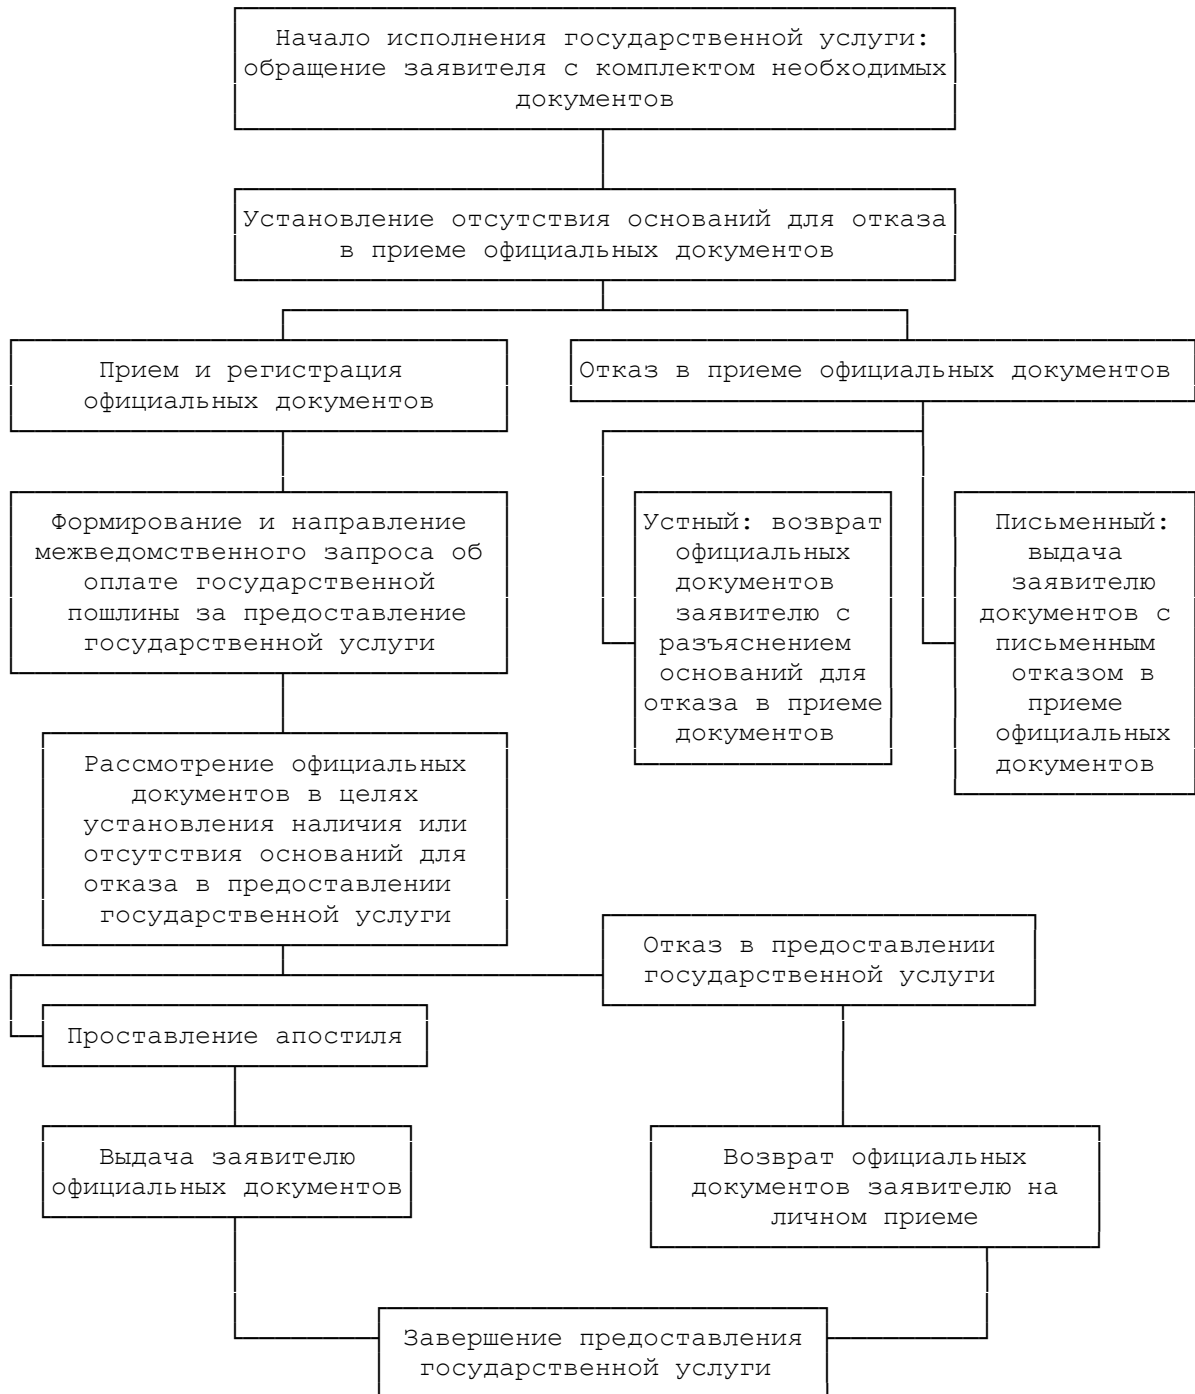 Начало исполнения государственной услуги:
обращение заявителя с комплектом необходимых
документов
Установление отсутствия оснований для отказа
в приеме официальных документов
Прием и регистрация
официальных документов
Отказ в приеме официальных документов
Формирование и направление
межведомственного запроса об
оплате государственной
пошлины за предоставление
государственной услуги
Устный: возврат
официальных
документов
заявителю с
разъяснением
оснований для
отказа в приеме
документов
Письменный:
выдача
заявителю
документов с
письменным
отказом в
приеме
официальных
документов
Рассмотрение официальных
документов в целях
установления наличия или
отсутствия оснований для
отказа в предоставлении
государственной услуги
Отказ в предоставлении
государственной услуги
Проставление апостиля
Выдача заявителю
официальных документов
Возврат официальных
документов заявителю на
личном приеме
Завершение предоставления
государственной услуги